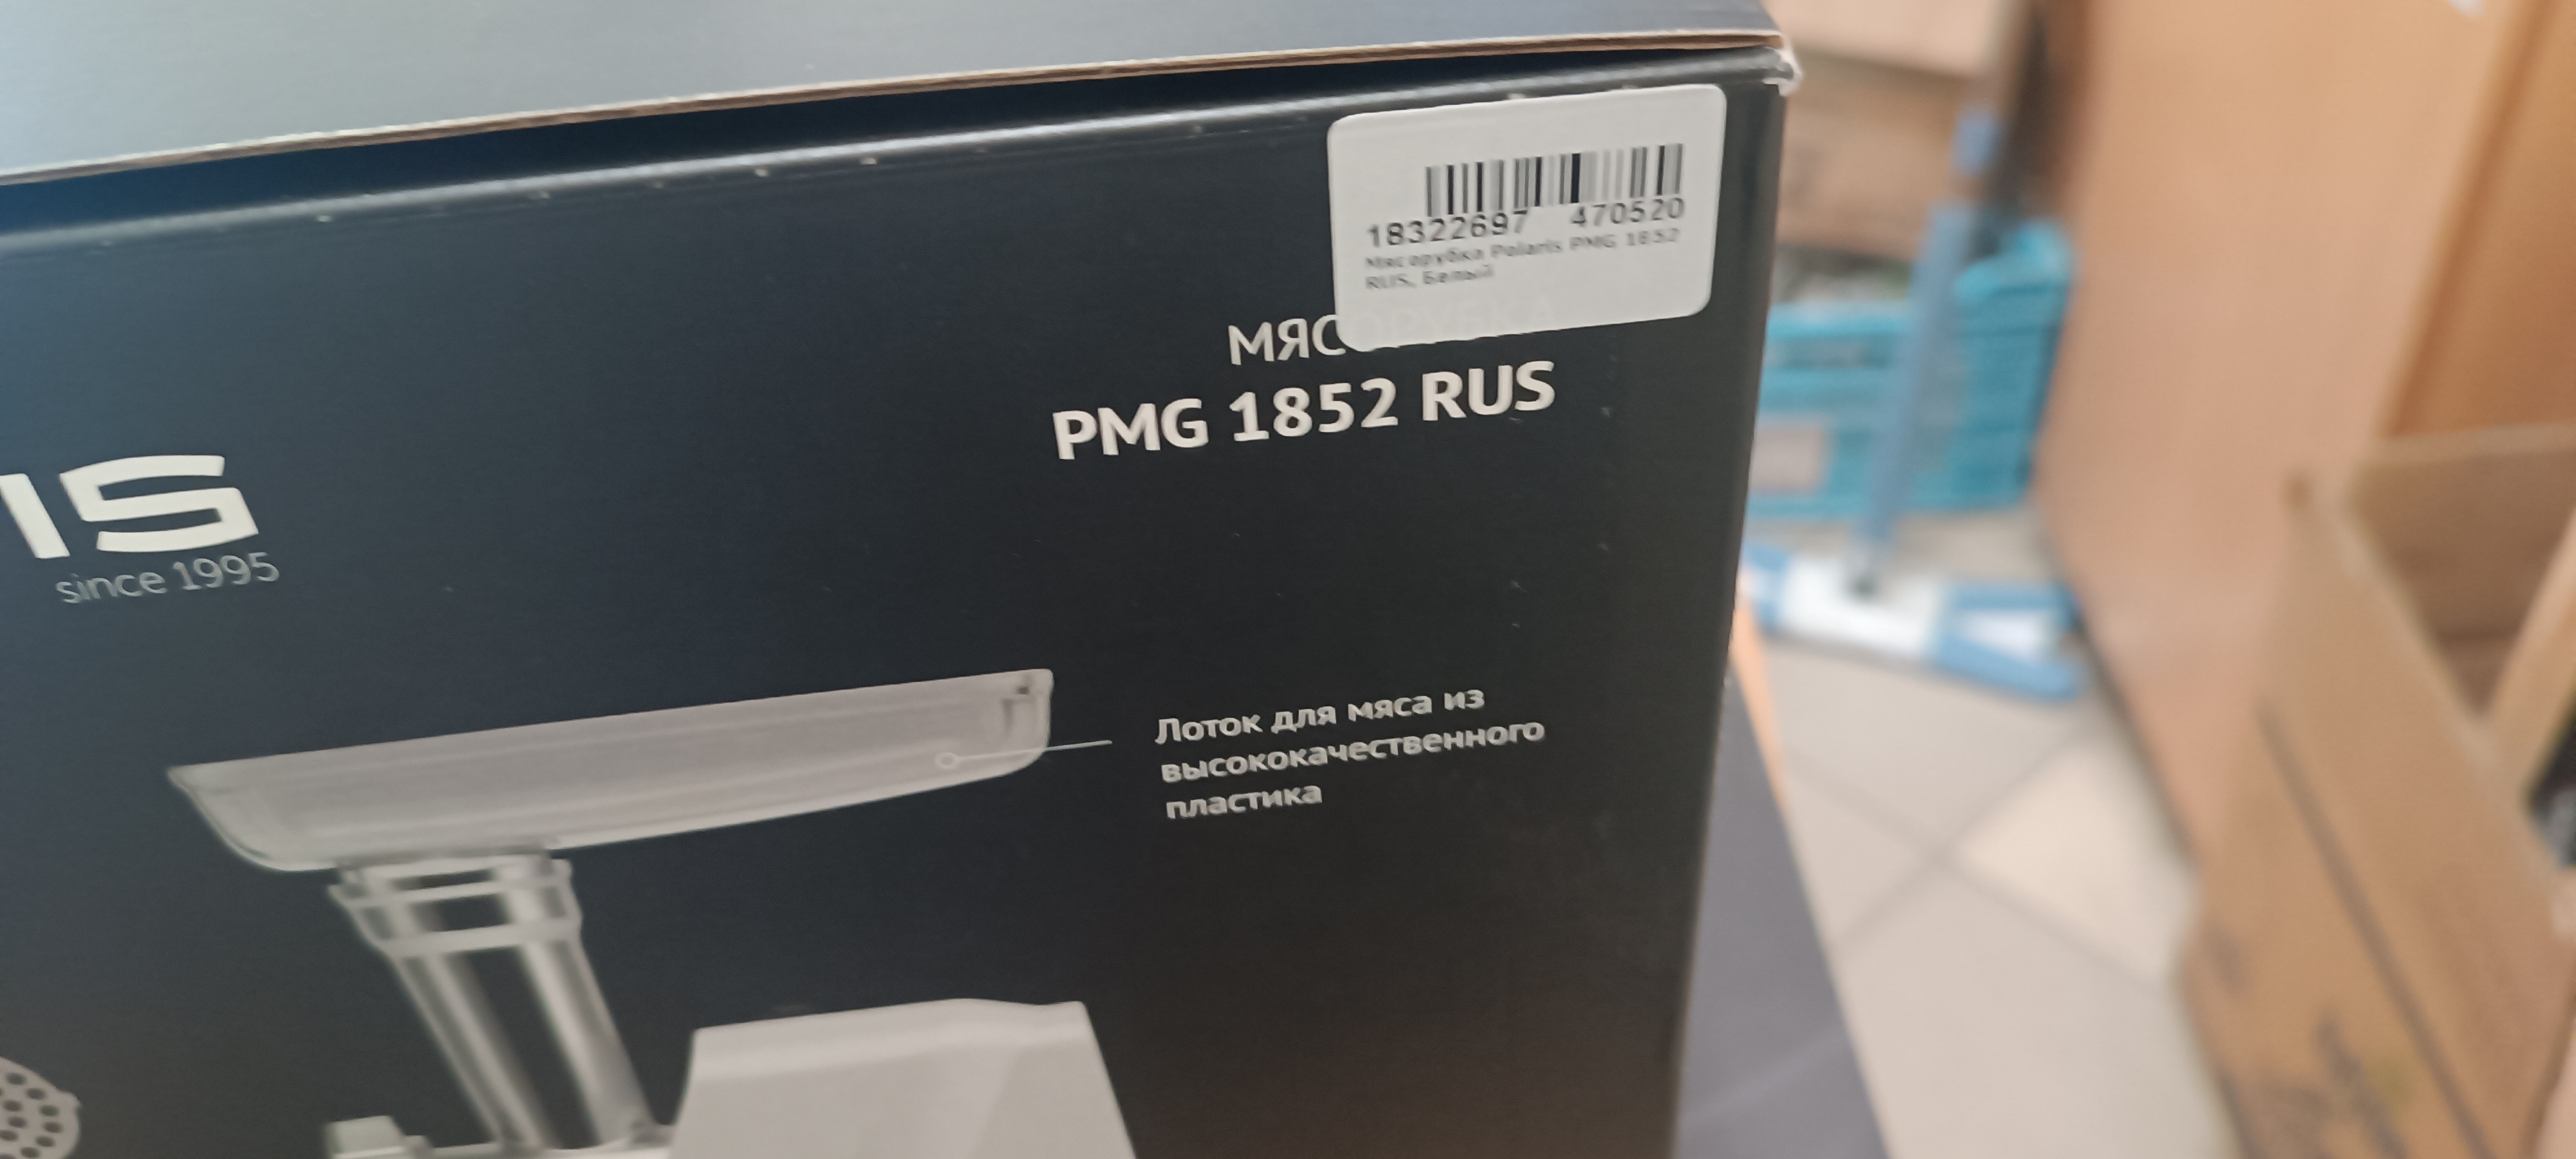 18322697 470520
Мясорубка Polaris PMG 1852
RUS, Белый
МЯСОРУБКА
PMG 1852 RUS
IS
since 1995
Лоток для мяса из
высококачественного
пластика